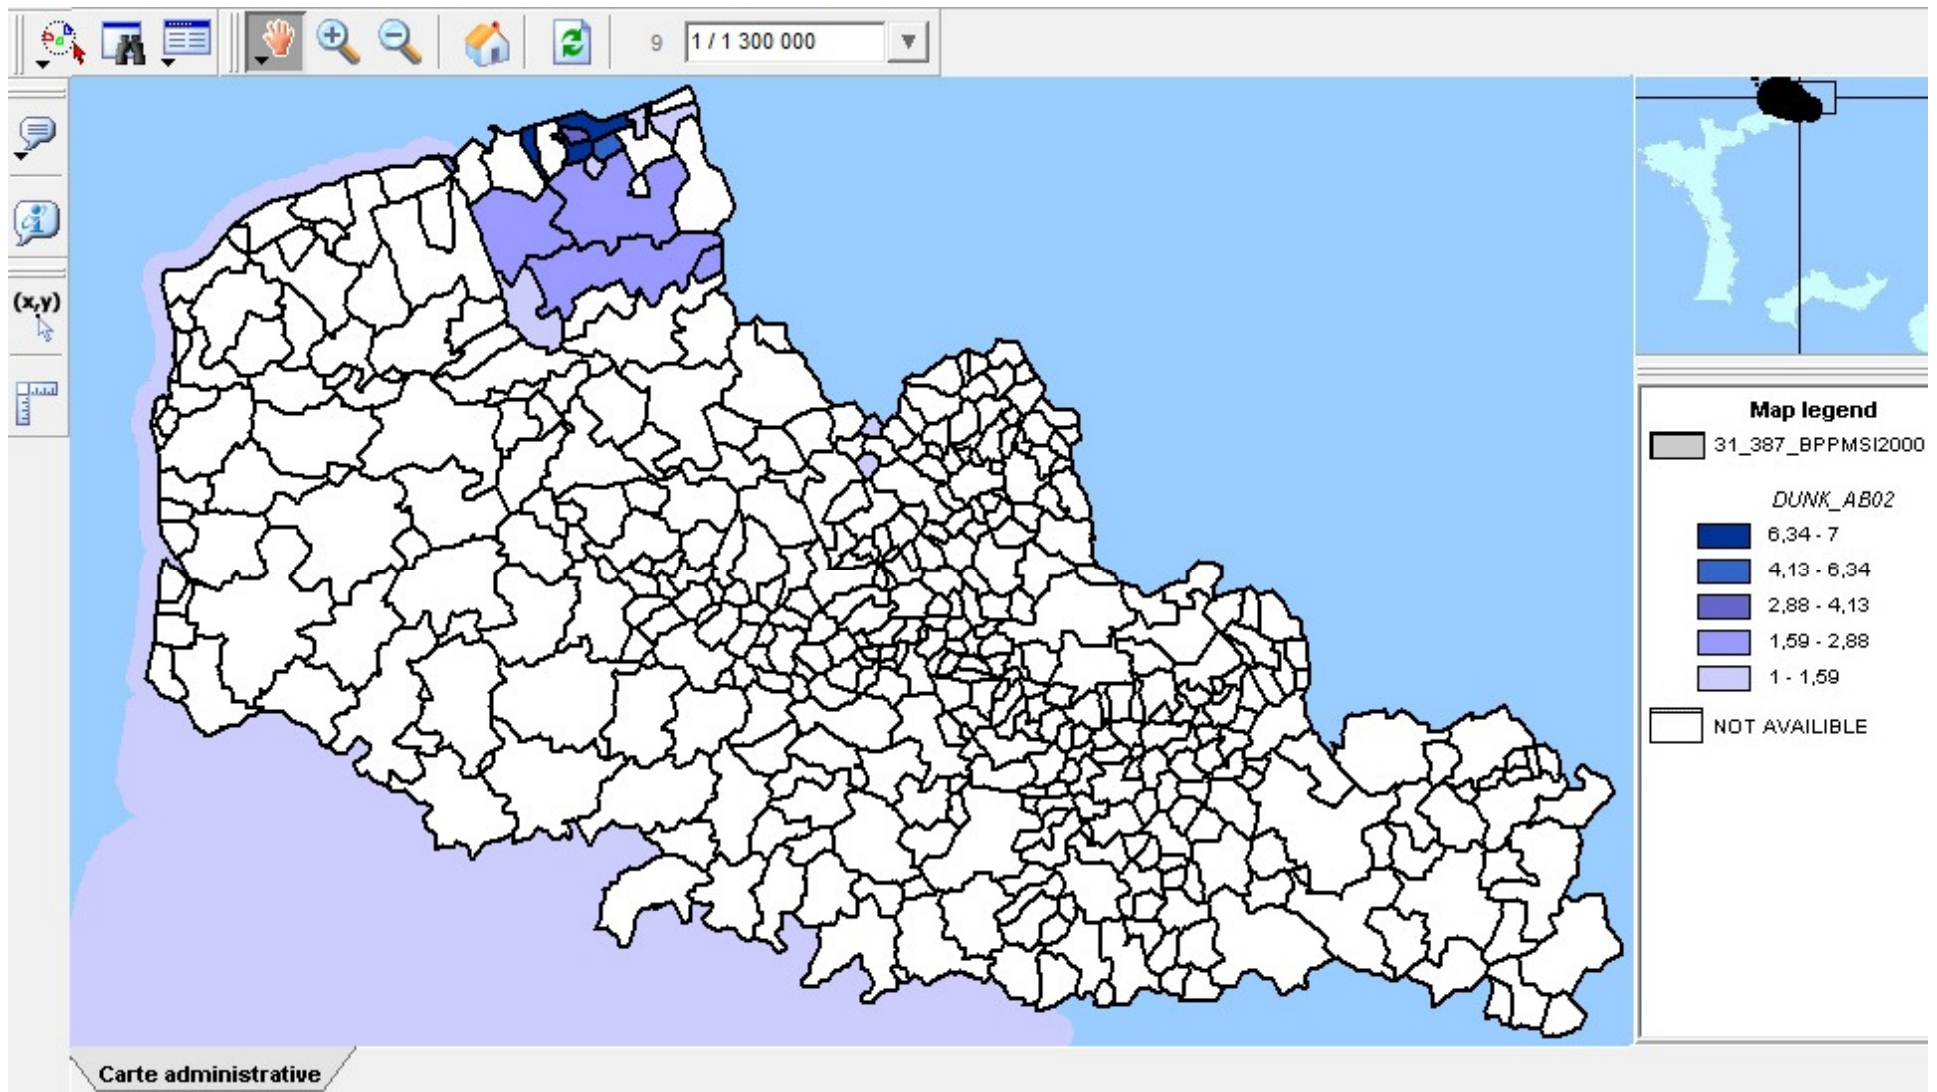 9 1 / 1 300 000
(x,y)
Map legend
31_387_BPPMSI2000
DUNK_AB02
6,34 - 7
4,13 - 6,34
2,88 - 4,13
1,59 - 2,88
1 - 1,59
NOT AVAILIBLE
Carte administrative